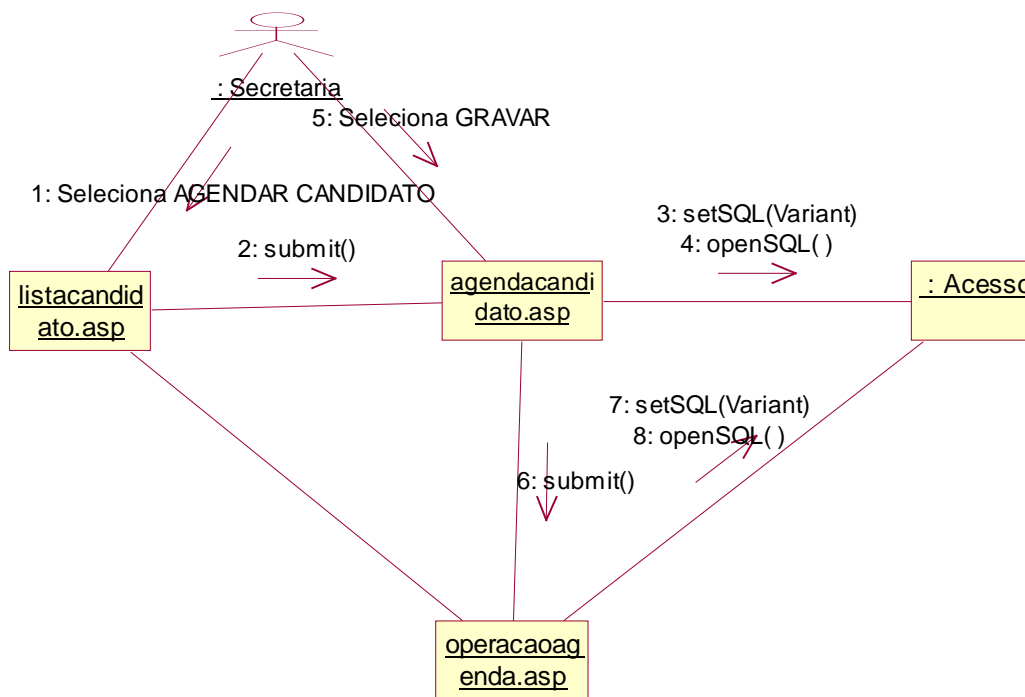 : Secretaria
5: Seleciona GRAVAR
1: Seleciona AGENDAR CANDIDATO
2: submit()
3: setSQL(Variant)
4: openSQL( )
listacandid
ato.asp
agendacandi
dato.asp
: Acesso
7: setSQL(Variant)
8: openSQL( )
6: submit()
operacaoag
enda.asp